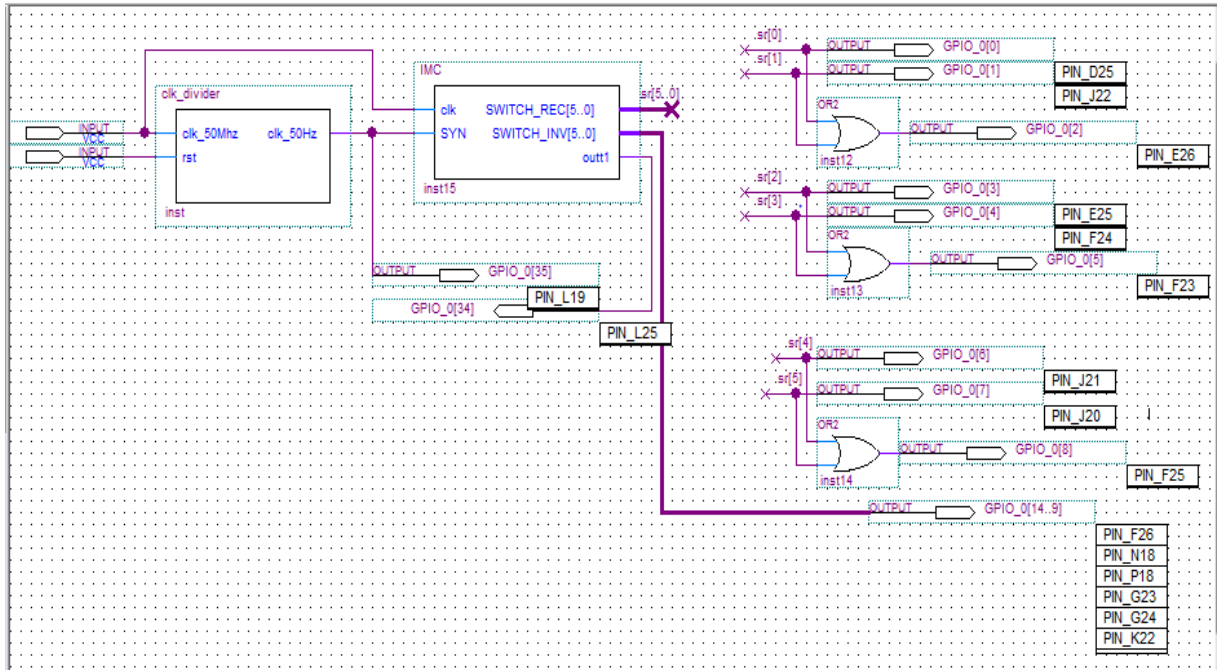 clk_divider
INPUT
VCC
INPUT
VCC
clk_50Mhz clk_50Hz
rst
inst
IMC
clk SWITCH_REC[5..0]
SYN SWITCH_INV[5..0]
outt1
inst15
sr[5..0]
OUTPUT GPIO_0[35]
PIN_L19
GPIO_0[34]
PIN_L25
sr[0]
OUTPUT GPIO_0[0]
sr[1]
OUTPUT GPIO_0[1]
PIN_D25
PIN_J22
OR2
OUTPUT GPIO_0[2]
inst12
PIN_E26
sr[2]
OUTPUT GPIO_0[3]
sr[3]
OUTPUT GPIO_0[4]
PIN_E25
PIN_F24
OR2
OUTPUT GPIO_0[5]
inst13
PIN_F23
sr[4]
OUTPUT GPIO_0[6]
PIN_J21
sr[5]
OUTPUT GPIO_0[7]
PIN_J20
OR2
OUTPUT GPIO_0[8]
inst14
PIN_F25
OUTPUT GPIO_0[14..9]
PIN_F26
PIN_N18
PIN_P18
PIN_G23
PIN_G24
PIN_K22